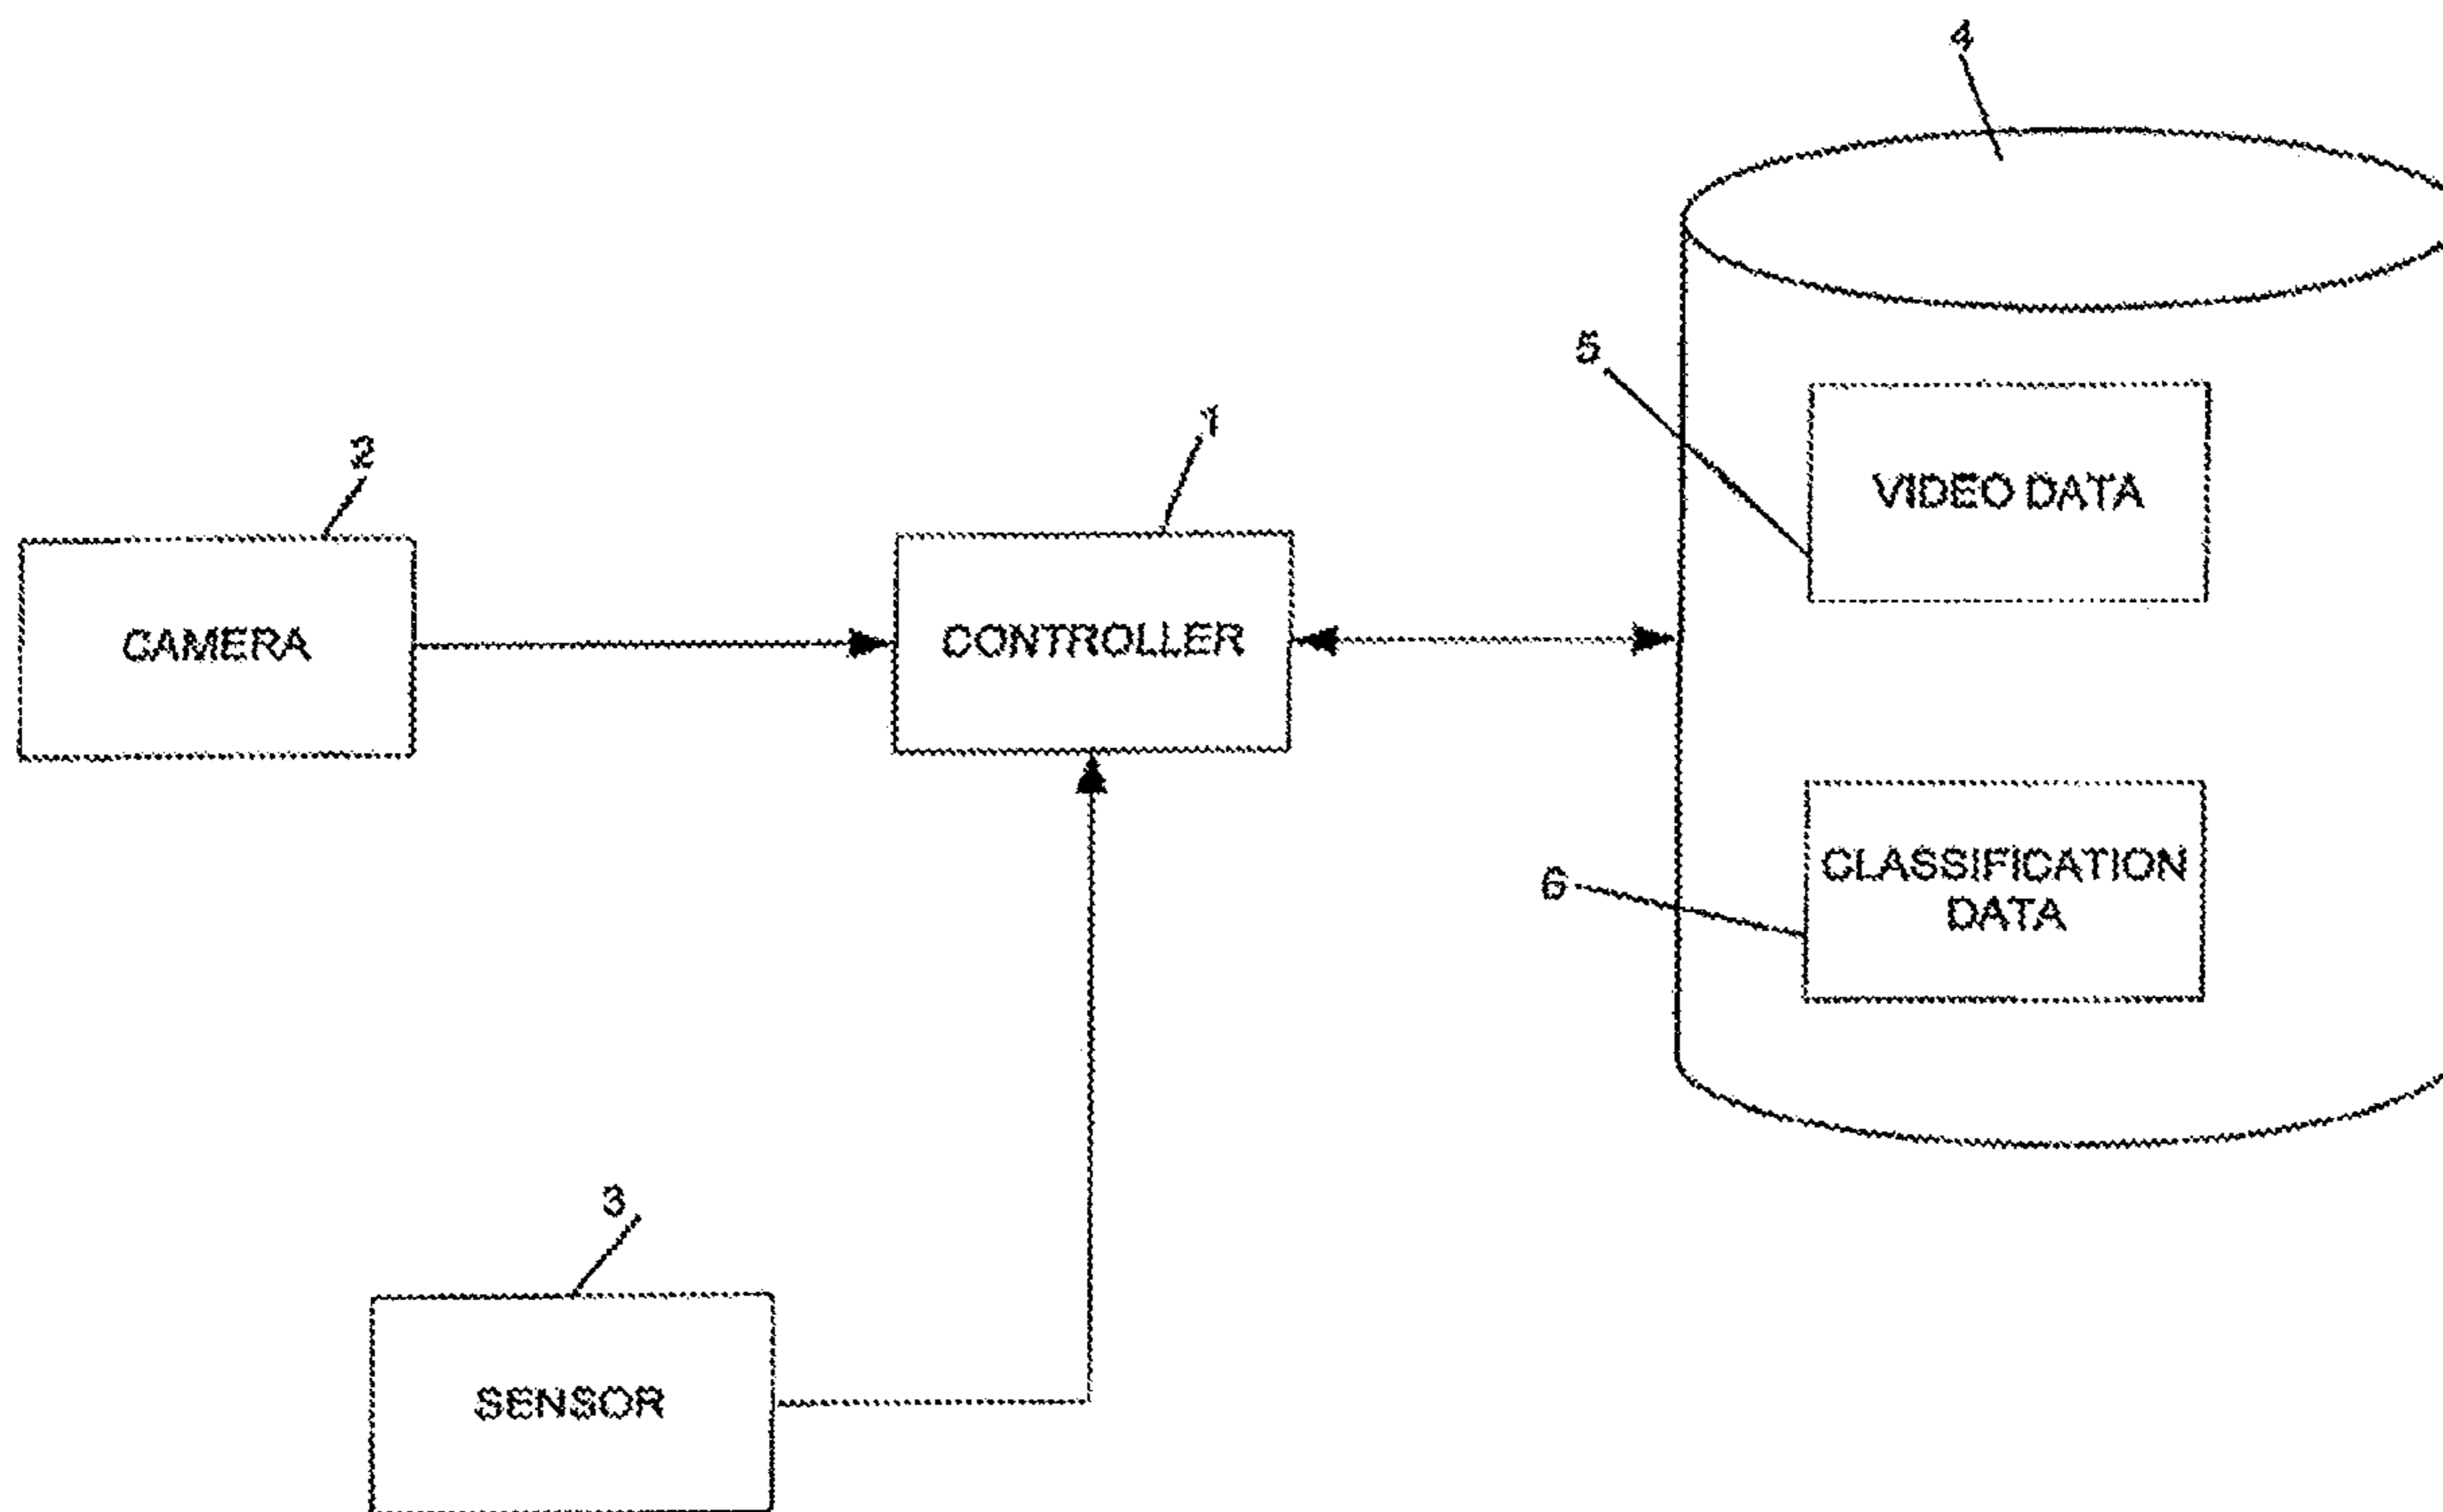 4
5
VIDEO DATA
2
1
CAMERA
CONTROLLER
6
CLASSIFICATION
DATA
3
SENSOR